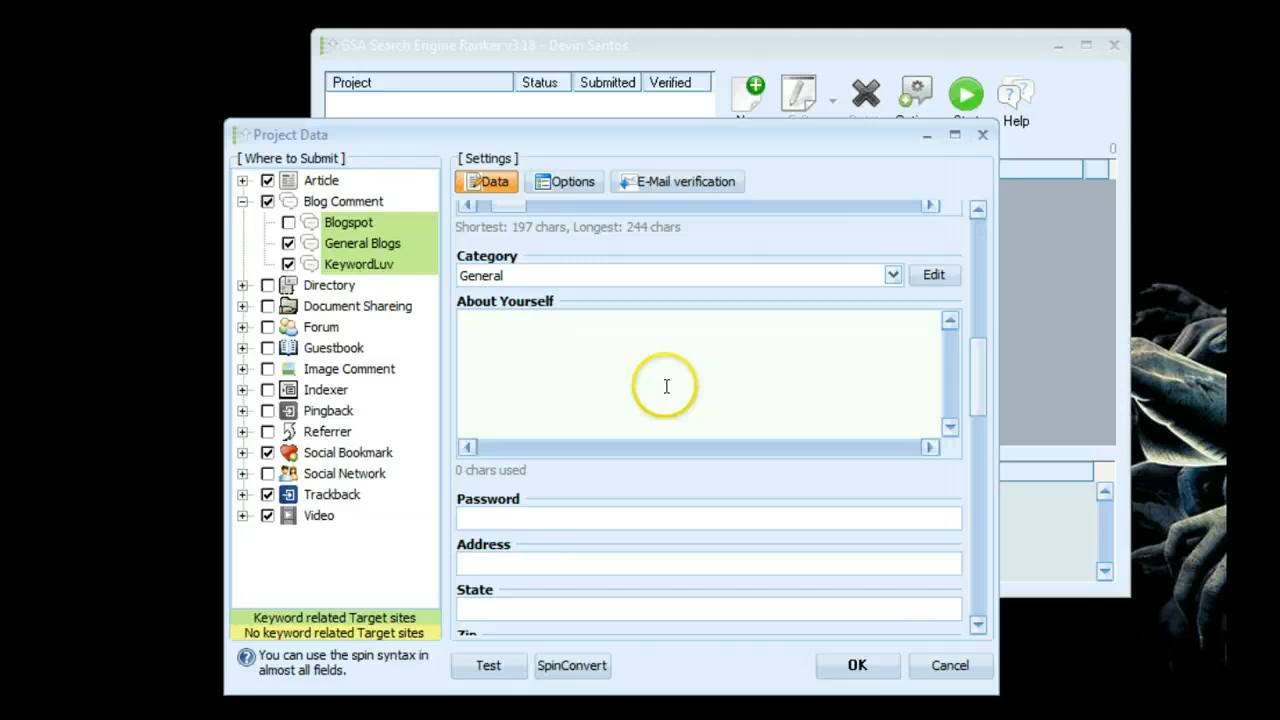 GSA Search Engine Ranker v3.18 - Devin Santos
Project Status Submitted Verified
Help
0
Project Data
[ Where to Submit ]
Article
Blog Comment
Blogspot
General Blogs
KeywordLuv
Directory
Document Shareing
Forum
Guestbook
Image Comment
Indexer
Pingback
Referrer
Social Bookmark
Social Network
Trackback
Video
Keyword related Target sites
No keyword related Target sites
You can use the spin syntax in
almost all fields.
[ Settings ]
Data Options E-Mail verification
Shortest: 197 chars, Longest: 244 chars
Category
General Edit
About Yourself
0 chars used
Password
Address
State
Zip
Test SpinConvert OK Cancel